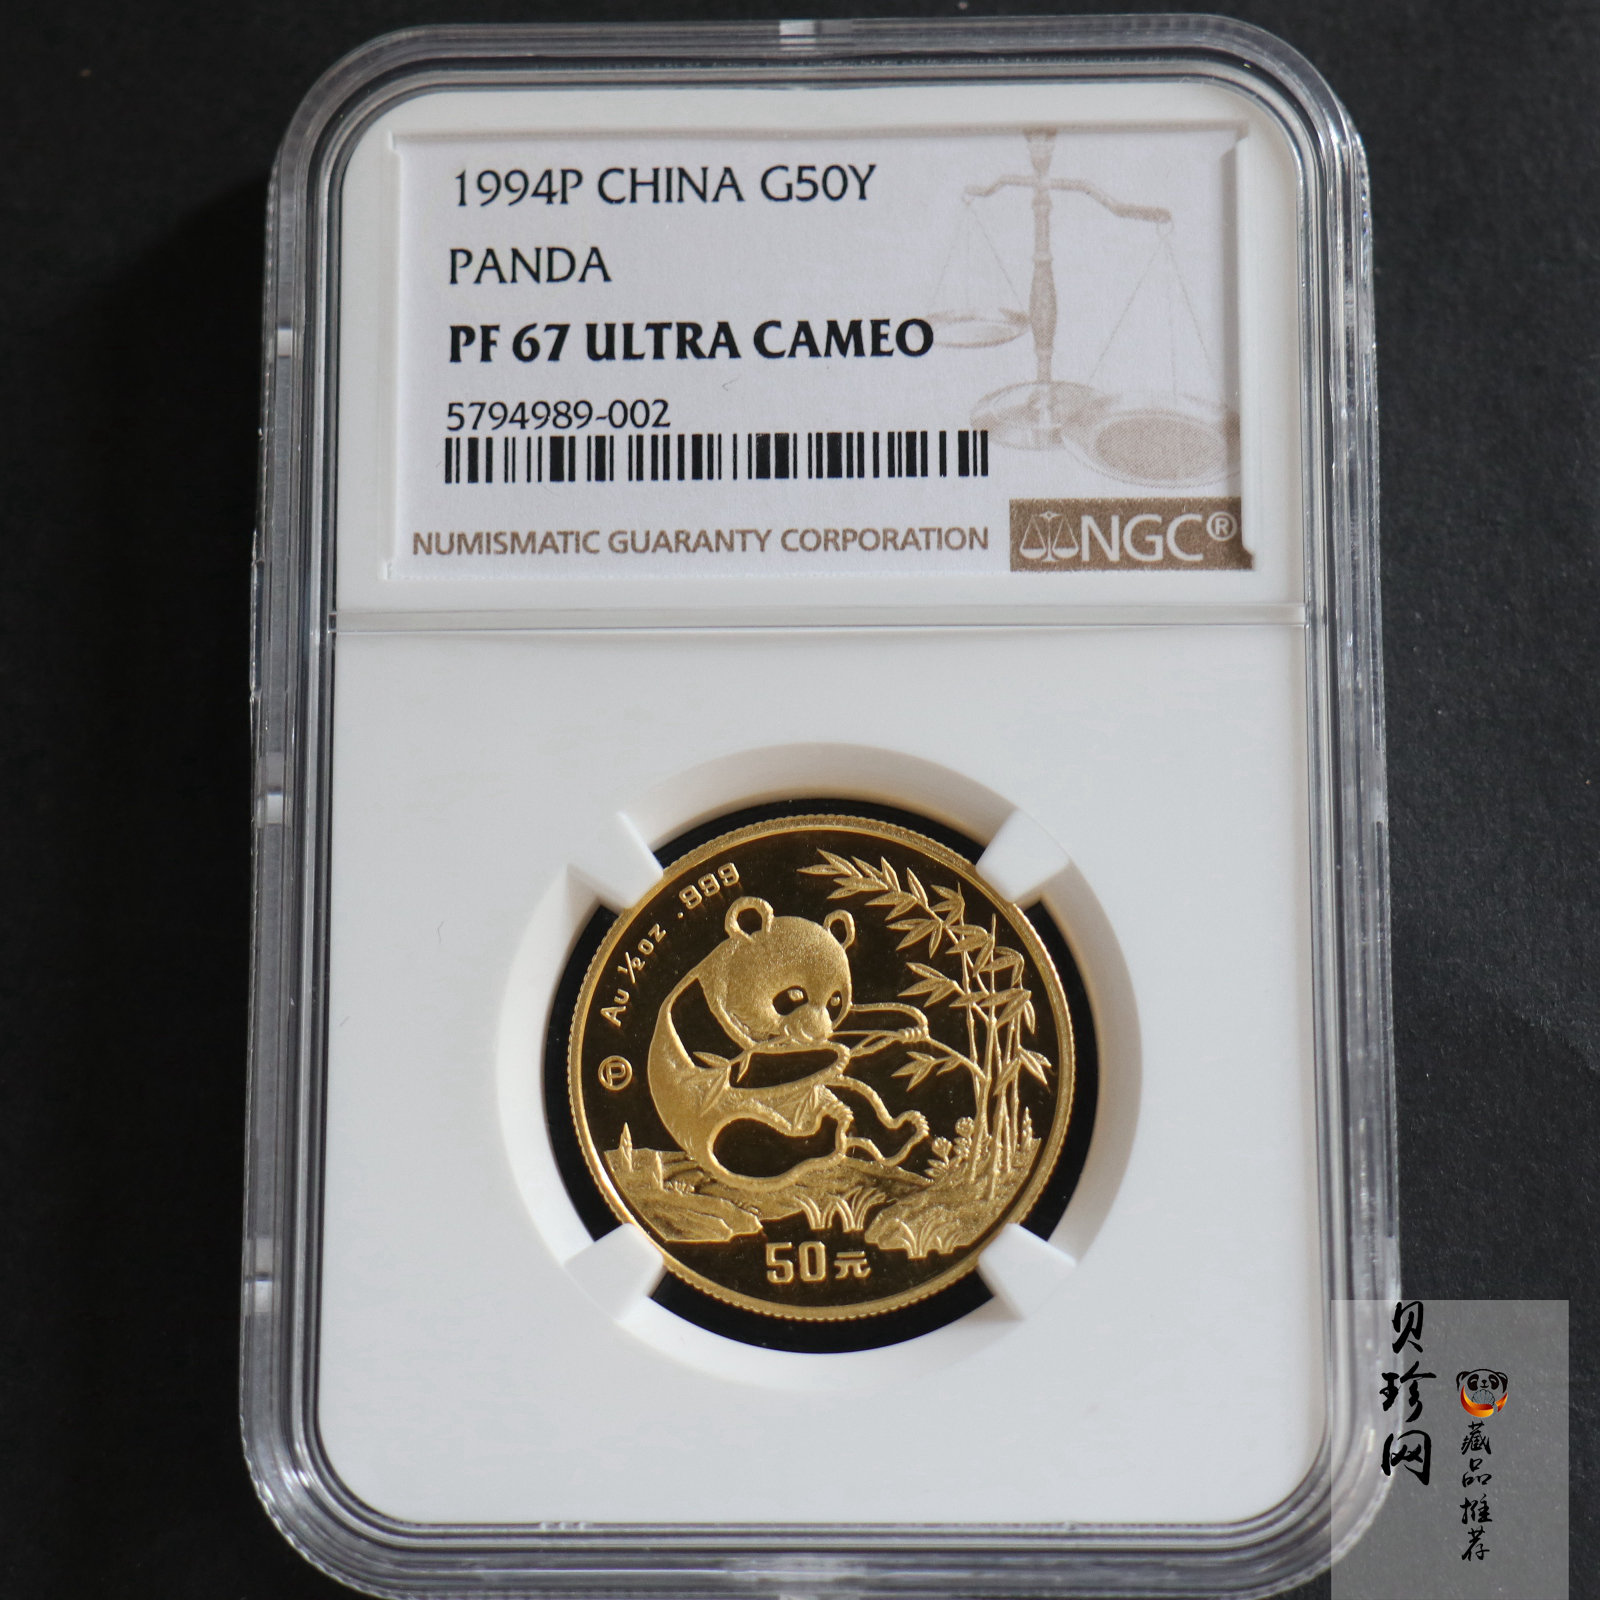 1994P CHINA G50Y
PANDA
PF 67 ULTRA CAMEO
5794989-002
NUMISMATIC GUARANTY CORPORATION
NGC®
Au ½oz .999
P
50元
贝珍网
藏品推荐